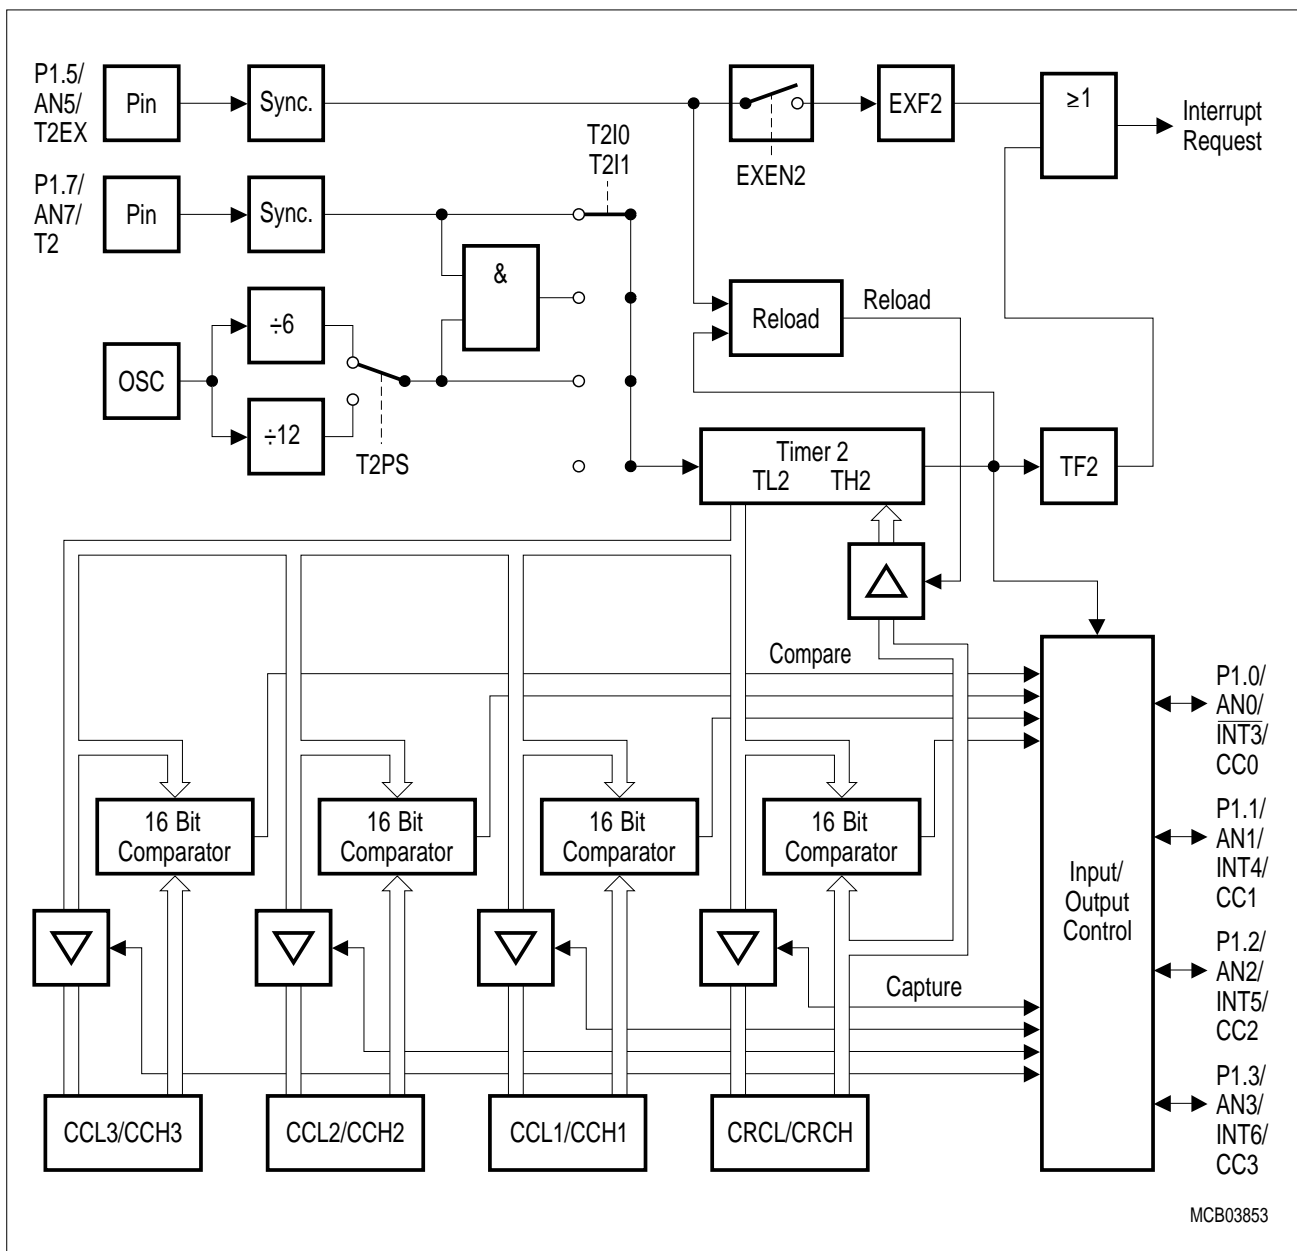 P1.5/
AN5/
T2EX
Pin
Sync.
EXEN2
EXF2
≥1
Interrupt
Request
T2I0
T2I1
P1.7/
AN7/
T2
Pin
Sync.
&
÷6
OSC
÷12
T2PS
Reload
Reload
Timer 2
TL2 TH2
TF2
Compare
16 Bit
Comparator
16 Bit
Comparator
16 Bit
Comparator
16 Bit
Comparator
Capture
CCL3/CCH3
CCL2/CCH2
CCL1/CCH1
CRCL/CRCH
Input/
Output
Control
P1.0/
AN0/
INT3/
CC0
P1.1/
AN1/
INT4/
CC1
P1.2/
AN2/
INT5/
CC2
P1.3/
AN3/
INT6/
CC3
MCB03853